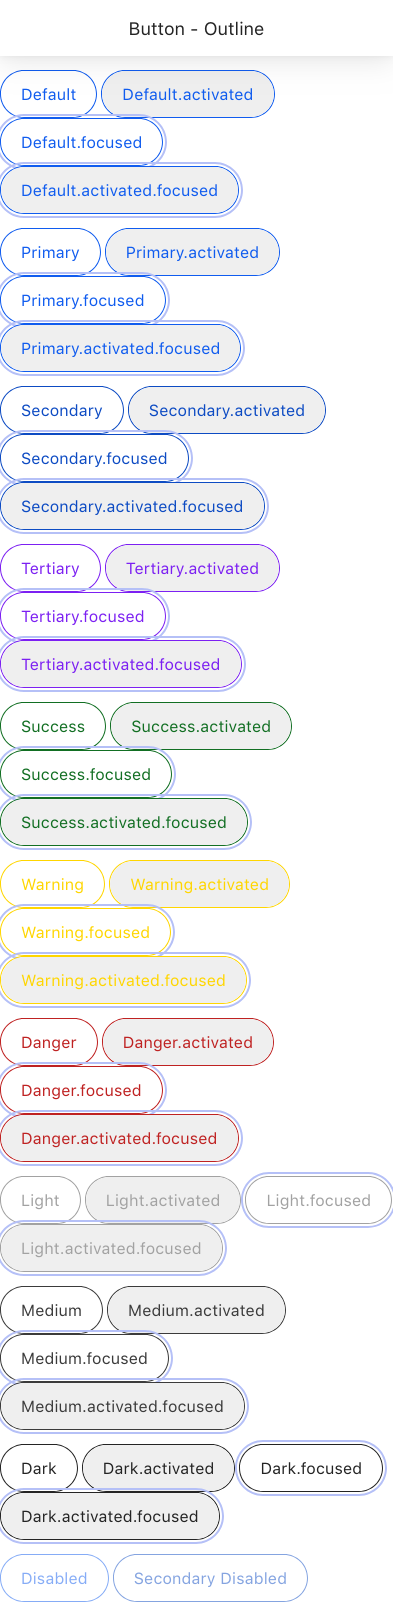 Button - Outline
Default Default.activated
Default.focused
Default.activated.focused
Primary Primary.activated
Primary.focused
Primary.activated.focused
Secondary Secondary.activated
Secondary.focused
Secondary.activated.focused
Tertiary Tertiary.activated
Tertiary.focused
Tertiary.activated.focused
Success Success.activated
Success.focused
Success.activated.focused
Warning Warning.activated
Warning.focused
Warning.activated.focused
Danger Danger.activated
Danger.focused
Danger.activated.focused
Light Light.activated Light.focused
Light.activated.focused
Medium Medium.activated
Medium.focused
Medium.activated.focused
Dark Dark.activated Dark.focused
Dark.activated.focused
Disabled Secondary Disabled